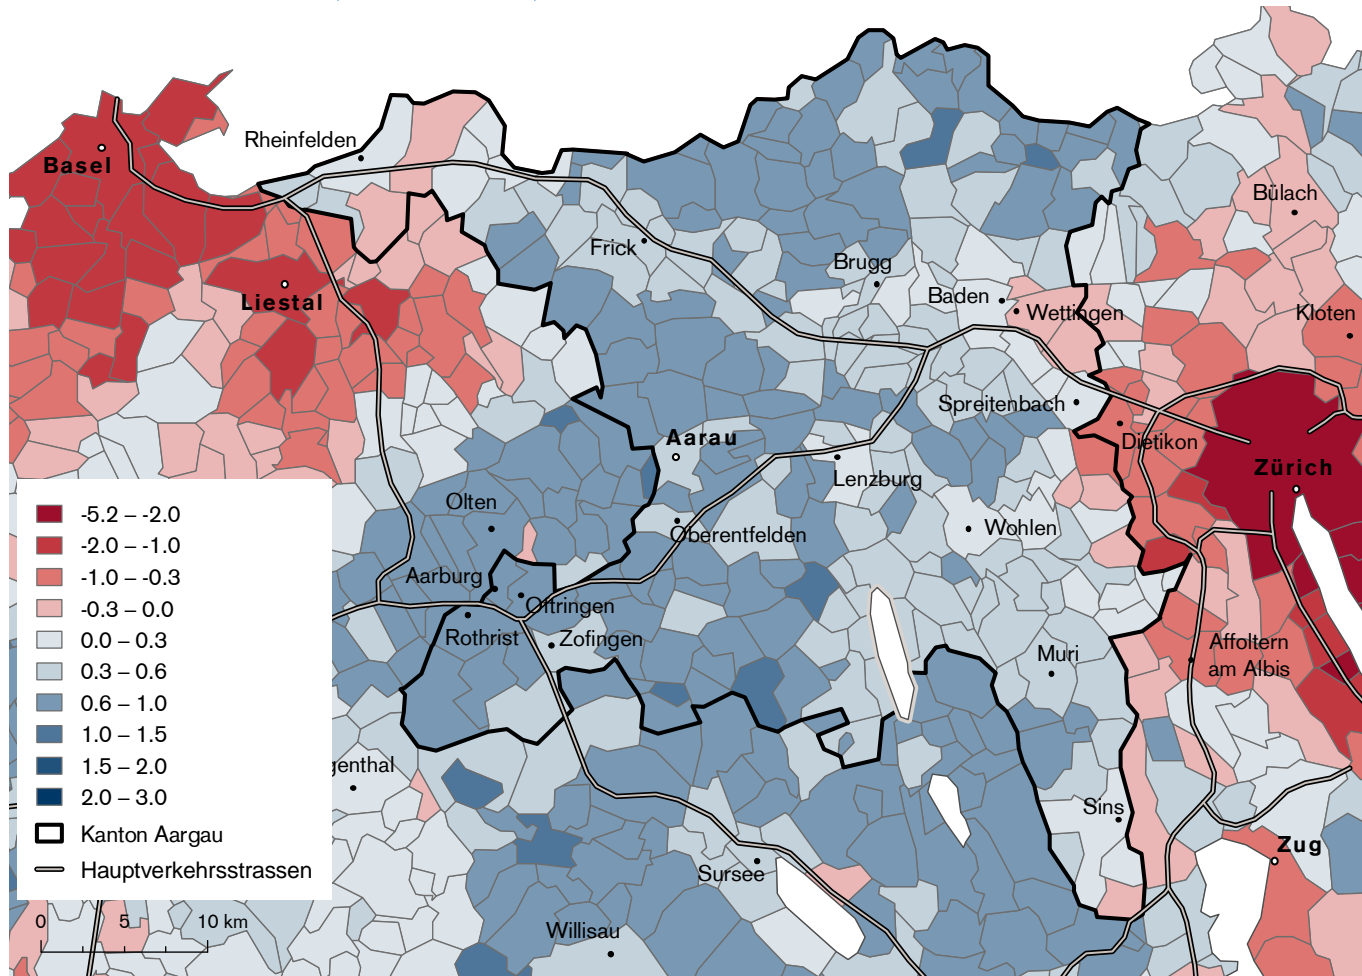 Rheinfelden
Basel
Bülach
Frick
Brugg
Liestal
Baden
Wettingen
Kloten
Spreitenbach
Aarau
Dietikon
Zürich
Lenzburg
Olten
Oberentfelden
Wohlen
Aarburg
Oftringen
Rothrist
Zofingen
Muri
Affoltern
am Albis
genthal
Sins
Zug
Sursee
Willisau
-5.2 – -2.0
-2.0 – -1.0
-1.0 – -0.3
-0.3 – 0.0
0.0 – 0.3
0.3 – 0.6
0.6 – 1.0
1.0 – 1.5
1.5 – 2.0
2.0 – 3.0
Kanton Aargau
Hauptverkehrsstrassen
0 5 10 km